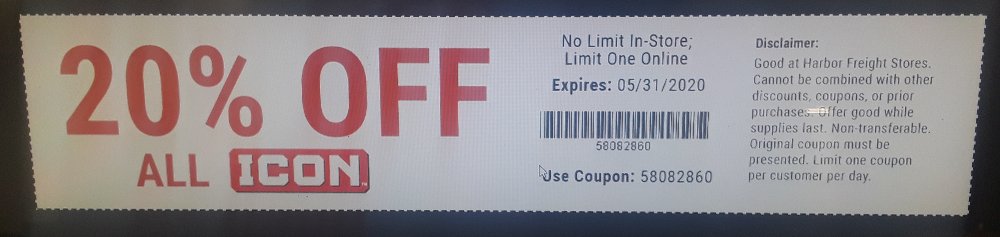 20% OFF
ALL ICON
No Limit In-Store;
Limit One Online
Expires: 05/31/2020
58082860
Use Coupon: 58082860
Disclaimer:
Good at Harbor Freight Stores.
Cannot be combined with other
discounts, coupons, or prior
purchases. Offer good while
supplies last. Non-transferable.
Original coupon must be
presented. Limit one coupon
per customer per day.